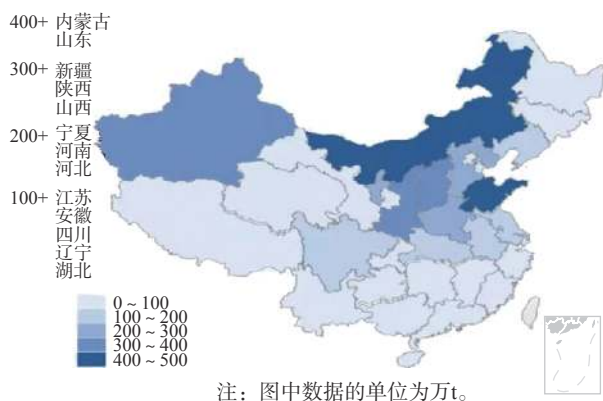 400+ 内蒙古
山东
300+ 新疆
陕西
山西
200+ 宁夏
河南
河北
100+ 江苏
安徽
四川
辽宁
湖北
0~100
100~200
200~300
300~400
400~500
注：图中数据的单位为万t。